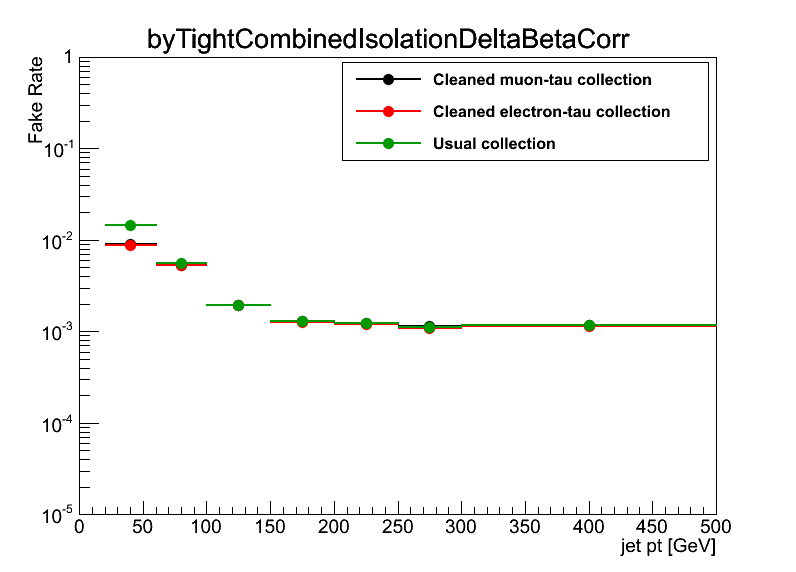 byTightCombinedIsolationDeltaBetaCorr
Fake Rate
Cleaned muon-tau collection
Cleaned electron-tau collection
Usual collection
1
10^-1
10^-2
10^-3
10^-4
10^-5
0 50 100 150 200 250 300 350 400 450 500
jet pt [GeV]